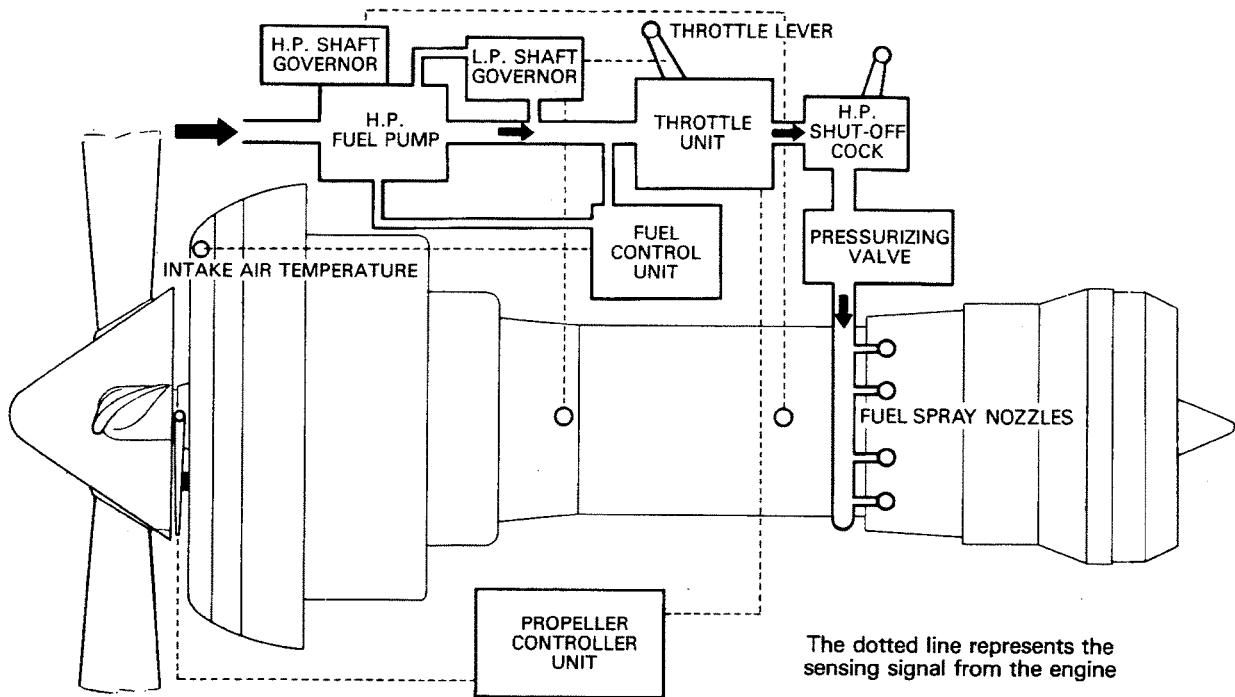 H.P. SHAFT
GOVERNOR
L.P. SHAFT
GOVERNOR
THROTTLE LEVER
H.P.
FUEL PUMP
THROTTLE
UNIT
H.P.
SHUT-OFF
COCK
FUEL
CONTROL
UNIT
PRESSURIZING
VALVE
INTAKE AIR TEMPERATURE
FUEL SPRAY NOZZLES
PROPELLER
CONTROLLER
UNIT
The dotted line represents the
sensing signal from the engine